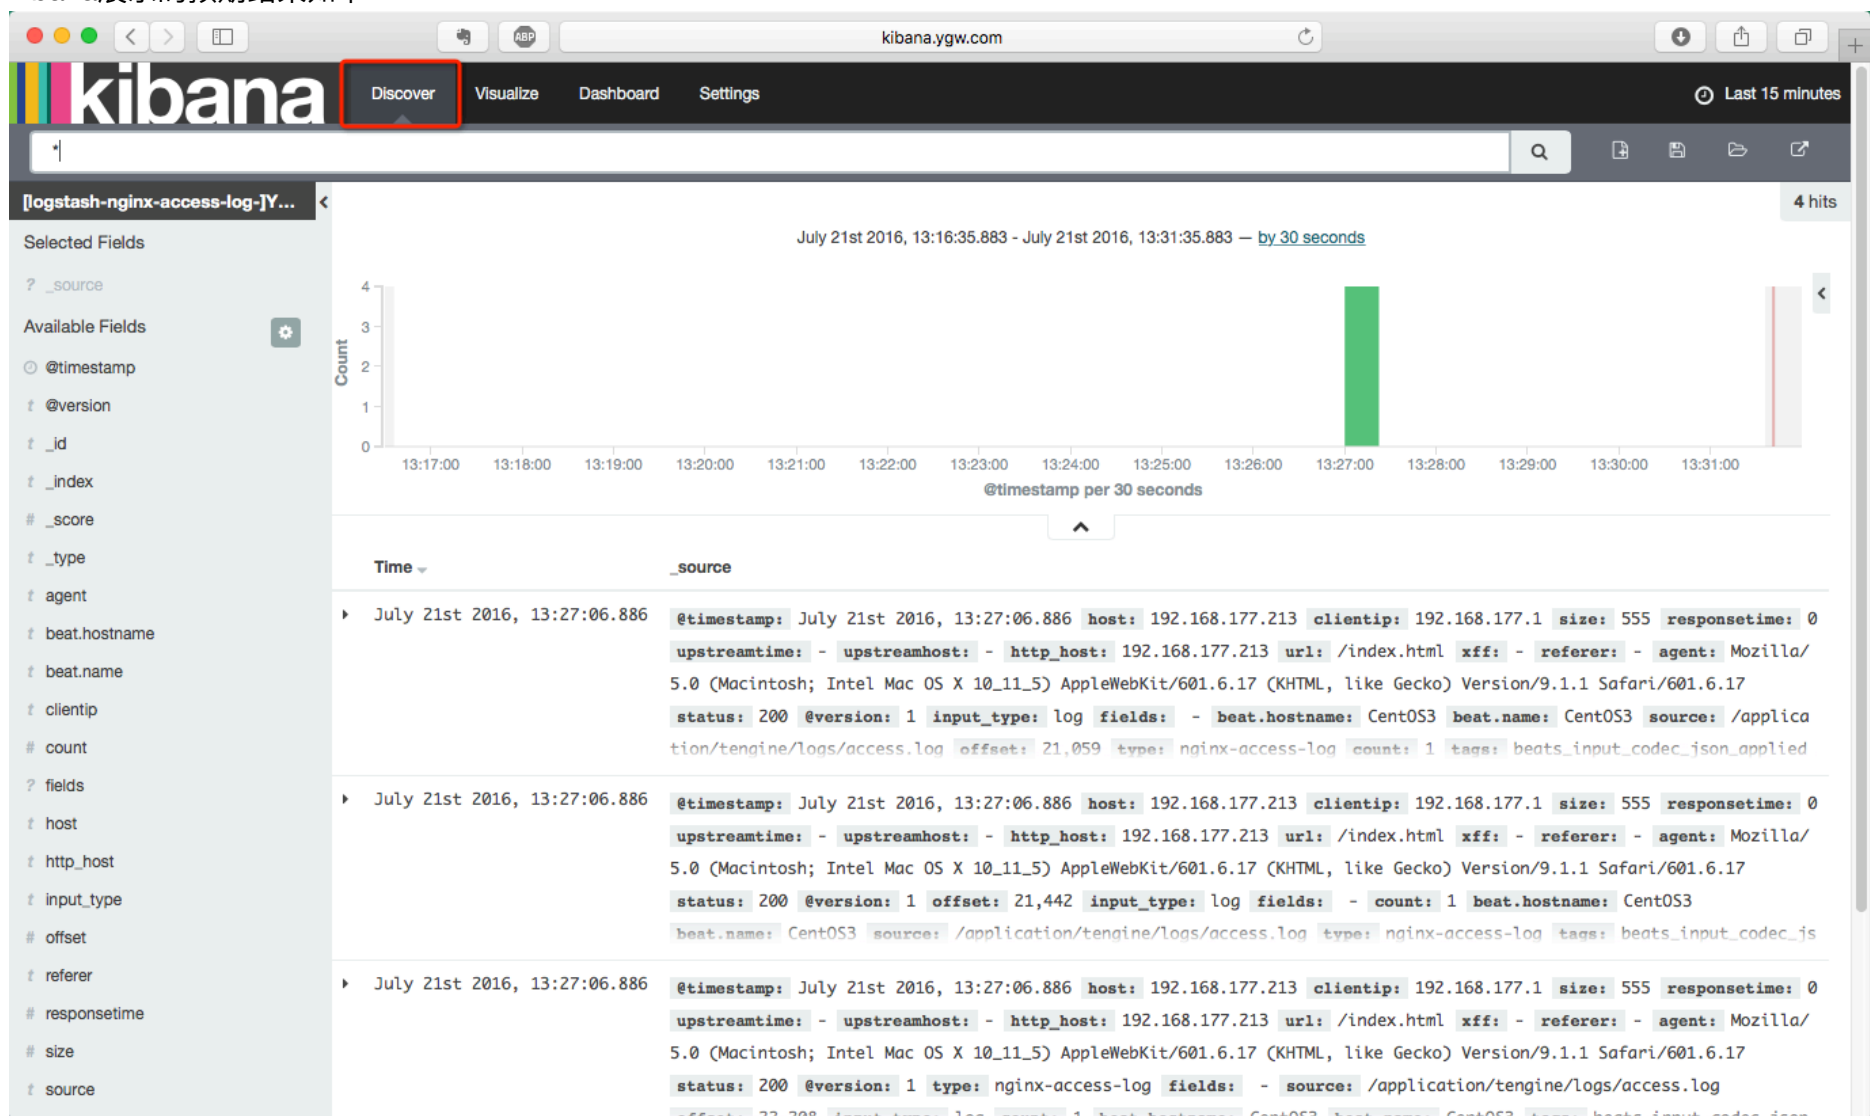 kibana.ygw.com
ABP
kibana
Discover Visualize Dashboard Settings Last 15 minutes
*
[logstash-nginx-access-log-]Y...
4 hits
Selected Fields
? _source
Available Fields
@timestamp
t @version
t _id
t _index
# _score
t _type
t agent
t beat.hostname
t beat.name
t clientip
# count
? fields
t host
t http_host
t input_type
# offset
t referer
# responsetime
# size
t source
July 21st 2016, 13:16:35.883 - July 21st 2016, 13:31:35.883 — by 30 seconds
Count
4
3
2
1
0
13:17:00 13:18:00 13:19:00 13:20:00 13:21:00 13:22:00 13:23:00 13:24:00 13:25:00 13:26:00 13:27:00 13:28:00 13:29:00 13:30:00 13:31:00
@timestamp per 30 seconds
Time _source
July 21st 2016, 13:27:06.886 @timestamp: July 21st 2016, 13:27:06.886 host: 192.168.177.213 clientip: 192.168.177.1 size: 555 responsetime: 0
upstreamtime: - upstreamhost: - http_host: 192.168.177.213 url: /index.html xff: - referer: - agent: Mozilla/
5.0 (Macintosh; Intel Mac OS X 10_11_5) AppleWebKit/601.6.17 (KHTML, like Gecko) Version/9.1.1 Safari/601.6.17
status: 200 @version: 1 input_type: log fields: - beat.hostname: CentOS3 beat.name: CentOS3 source: /applica
tion/tengine/logs/access.log offset: 21,059 type: nginx-access-log count: 1 tags: beats_input_codec_json_applied
July 21st 2016, 13:27:06.886 @timestamp: July 21st 2016, 13:27:06.886 host: 192.168.177.213 clientip: 192.168.177.1 size: 555 responsetime: 0
upstreamtime: - upstreamhost: - http_host: 192.168.177.213 url: /index.html xff: - referer: - agent: Mozilla/
5.0 (Macintosh; Intel Mac OS X 10_11_5) AppleWebKit/601.6.17 (KHTML, like Gecko) Version/9.1.1 Safari/601.6.17
status: 200 @version: 1 offset: 21,442 input_type: log fields: - count: 1 beat.hostname: CentOS3
beat.name: CentOS3 source: /application/tengine/logs/access.log type: nginx-access-log tags: beats_input_codec_js
July 21st 2016, 13:27:06.886 @timestamp: July 21st 2016, 13:27:06.886 host: 192.168.177.213 clientip: 192.168.177.1 size: 555 responsetime: 0
upstreamtime: - upstreamhost: - http_host: 192.168.177.213 url: /index.html xff: - referer: - agent: Mozilla/
5.0 (Macintosh; Intel Mac OS X 10_11_5) AppleWebKit/601.6.17 (KHTML, like Gecko) Version/9.1.1 Safari/601.6.17
status: 200 @version: 1 type: nginx-access-log fields: - source: /application/tengine/logs/access.log